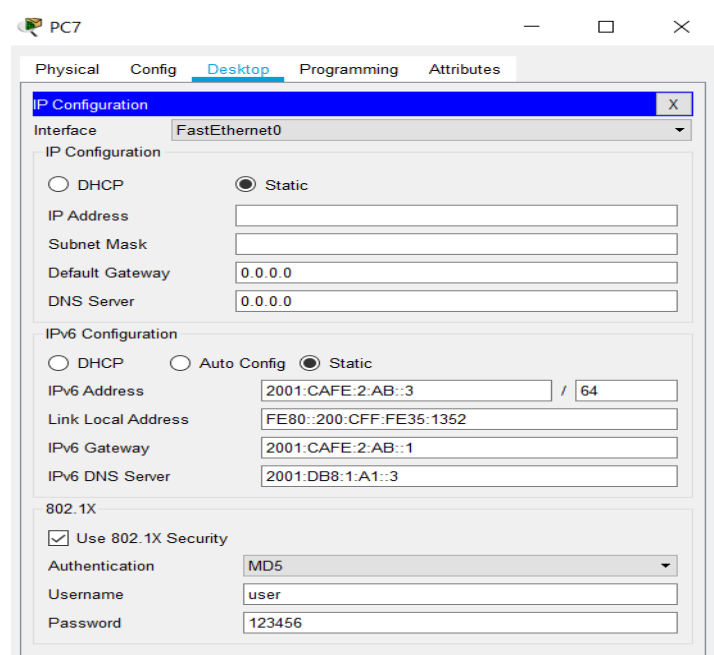 PC7
Physical Config Desktop Programming Attributes
IP Configuration X
Interface FastEthernet0
IP Configuration
DHCP Static
IP Address
Subnet Mask
Default Gateway 0.0.0.0
DNS Server 0.0.0.0
IPv6 Configuration
DHCP Auto Config Static
IPv6 Address 2001:CAFE:2:AB::3 / 64
Link Local Address FE80::200:CFF:FE35:1352
IPv6 Gateway 2001:CAFE:2:AB::1
IPv6 DNS Server 2001:DB8:1:A1::3
802.1X
Use 802.1X Security
Authentication MD5
Username user
Password 123456